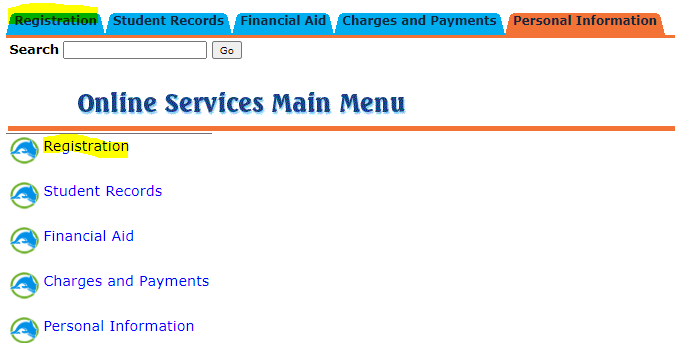 Registration Student Records Financial Aid Charges and Payments Personal Information
Search Go
Online Services Main Menu
Registration
Student Records
Financial Aid
Charges and Payments
Personal Information